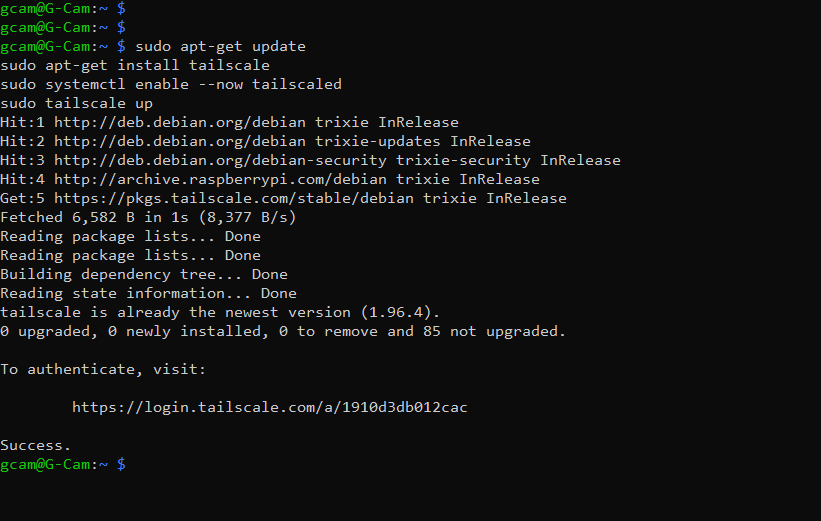 gcam@G-Cam:~ $
gcam@G-Cam:~ $
gcam@G-Cam:~ $ sudo apt-get update
sudo apt-get install tailscale
sudo systemctl enable --now tailscaled
sudo tailscale up
Hit:1 http://deb.debian.org/debian trixie InRelease
Hit:2 http://deb.debian.org/debian trixie-updates InRelease
Hit:3 http://deb.debian.org/debian-security trixie-security InRelease
Hit:4 http://archive.raspberrypi.com/debian trixie InRelease
Get:5 https://pkgs.tailscale.com/stable/debian trixie InRelease
Fetched 6,582 B in 1s (8,377 B/s)
Reading package lists... Done
Reading package lists... Done
Building dependency tree... Done
Reading state information... Done
tailscale is already the newest version (1.96.4).
0 upgraded, 0 newly installed, 0 to remove and 85 not upgraded.

To authenticate, visit:

        https://login.tailscale.com/a/1910d3db012cac

Success.
gcam@G-Cam:~ $